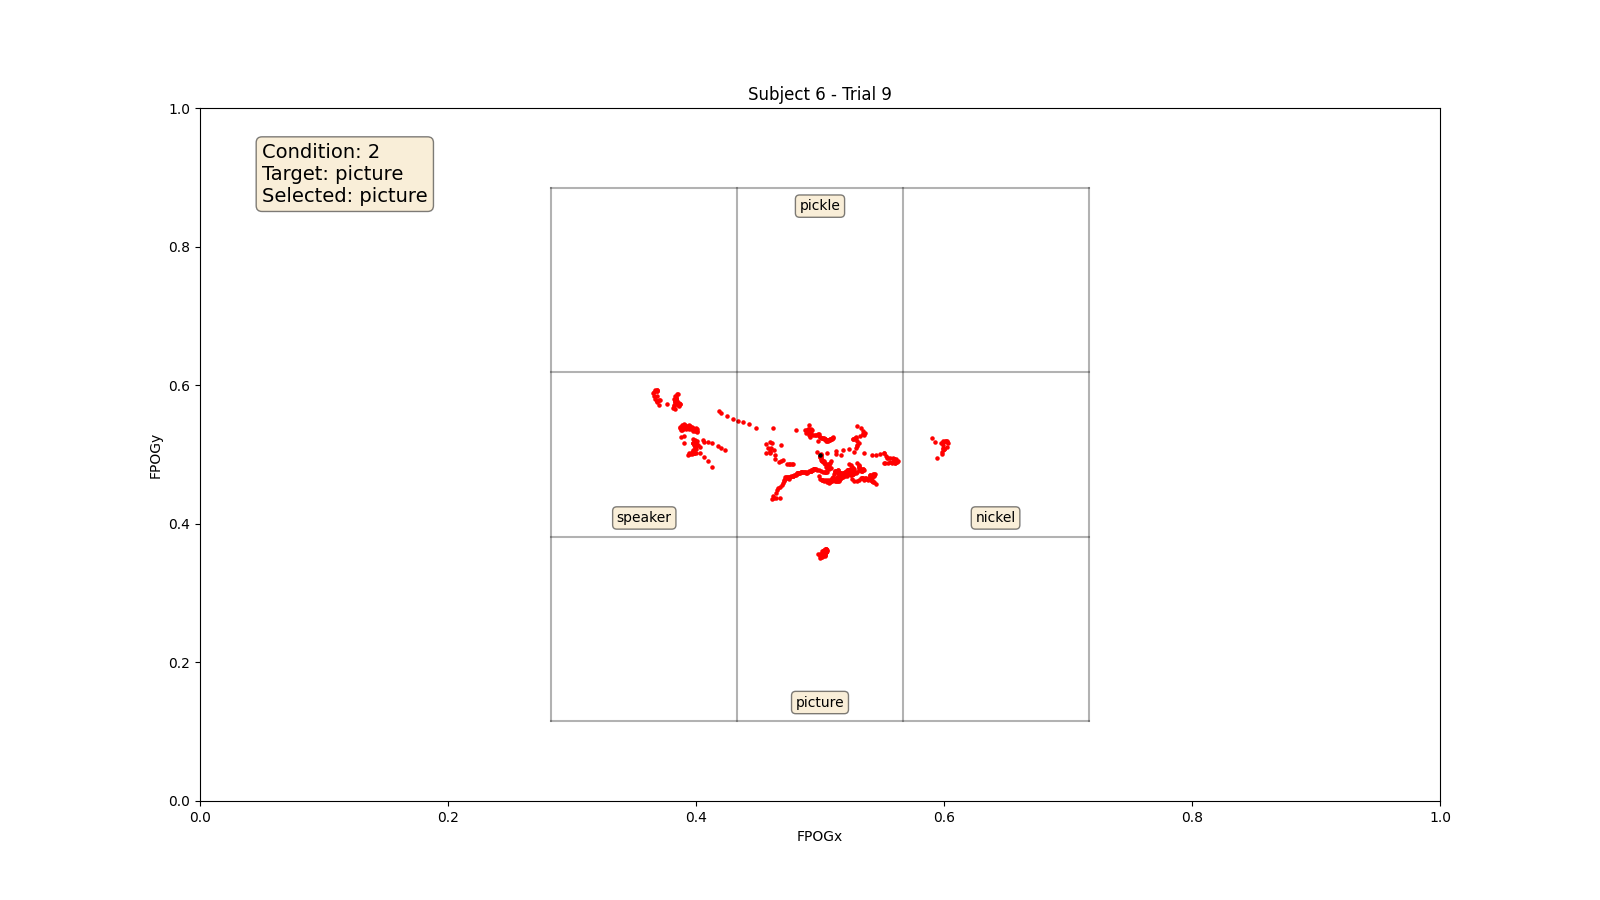 Subject 6 - Trial 9
Condition: 2
Target: picture
Selected: picture
pickle
speaker
nickel
picture
FPOGy
1.0
0.8
0.6
0.4
0.2
0.0
0.0 0.2 0.4 0.6 0.8 1.0
FPOGx